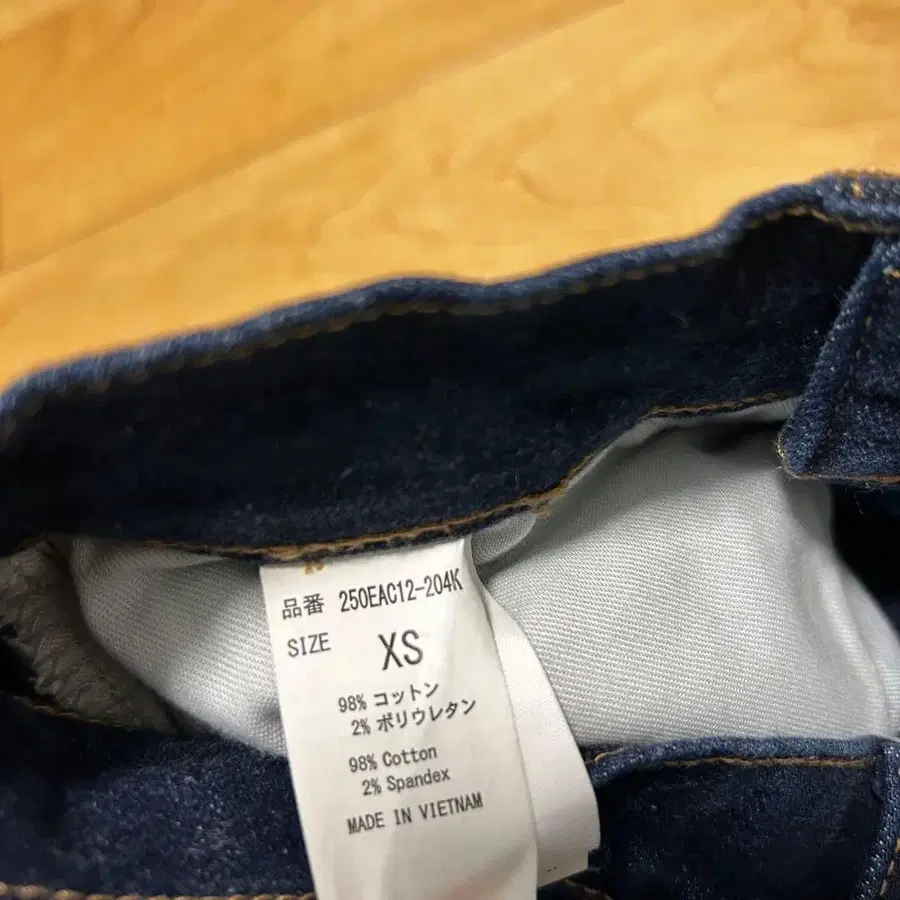 品番 250EAC12-204K
SIZE XS
98% コットン
2% ポリウレタン
98% Cotton
2% Spandex
MADE IN VIETNAM